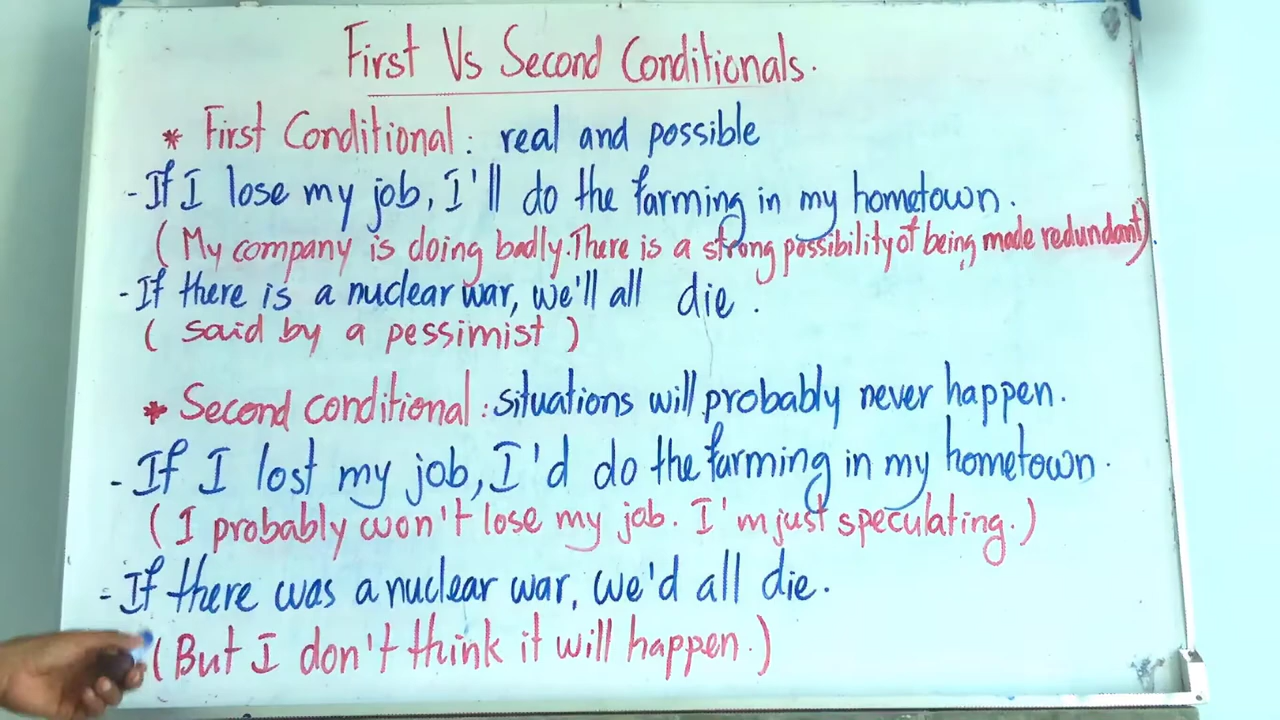 First Vs Second Conditionals.
* First Conditional: real and possible
- If I lose my job, I'll do the farming in my hometown.
( My company is doing badly. There is a strong possibility of being made redundant).
- If there is a nuclear war, we'll all die.
( said by a pessimist )
* Second conditional: situations will probably never happen.
- If I lost my job, I'd do the farming in my hometown.
( I probably won't lose my job. I'm just speculating.)
- If there was a nuclear war, we'd all die.
(But I don't think it will happen.)